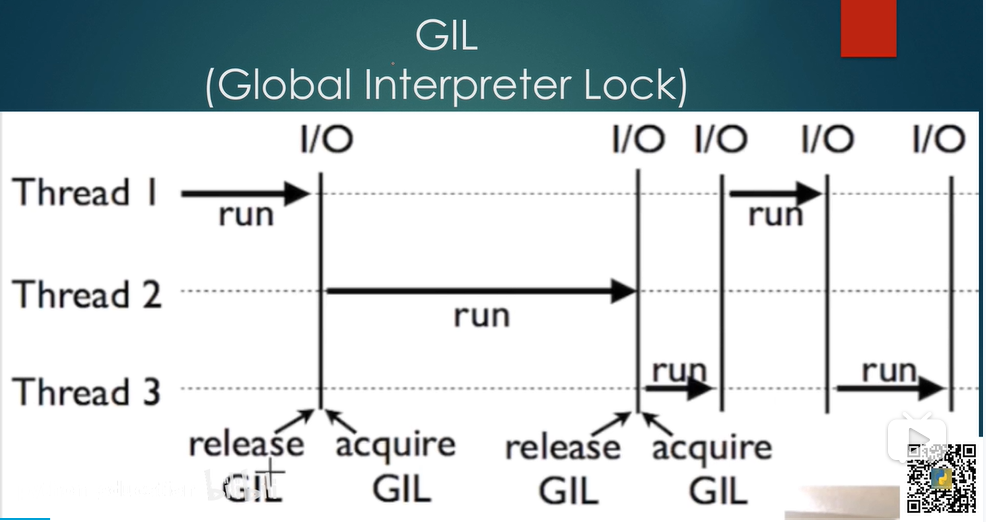 GIL
(Global Interpreter Lock)
I/O I/O I/O I/O I/O
Thread 1
run
run
Thread 2
run
Thread 3
run
run
release acquire release acquire
GIL GIL GIL GIL